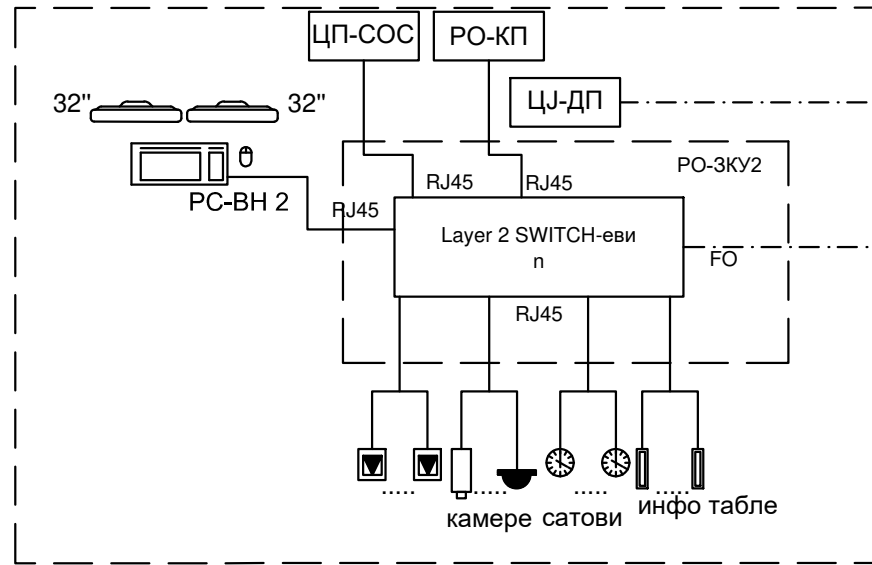 ЦП-СОС
РО-КП
ЦЈ-ДП
32"
32"
РО-ЗКУ2
РС-ВН 2
RJ45
RJ45
RJ45
Layer 2 SWITCH-еви
n
FO
RJ45
камере
сатови
инфо табле